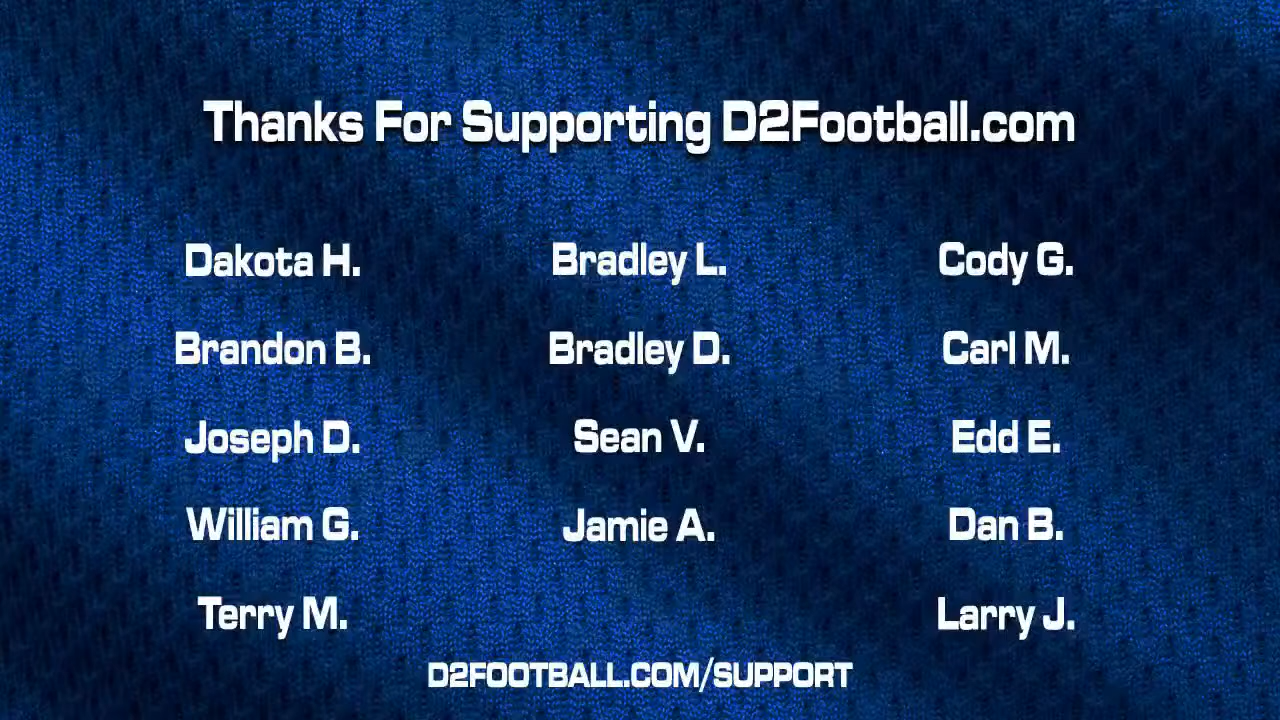 Thanks For Supporting D2Football.com
Dakota H.
Bradley L.
Cody G.
Brandon B.
Bradley D.
Carl M.
Joseph D.
Sean V.
Edd E.
William G.
Jamie A.
Dan B.
Terry M.
Larry J.
D2FOOTBALL.COM/SUPPORT